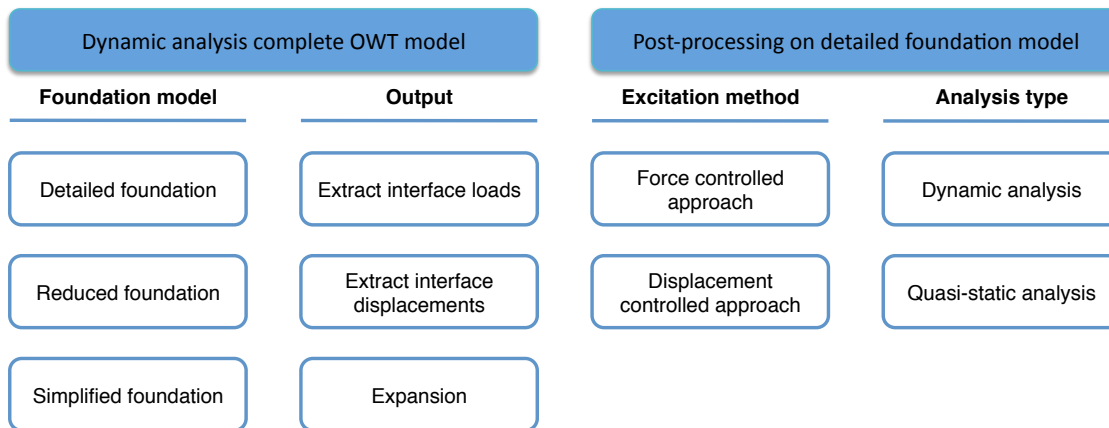 Dynamic analysis complete OWT model
Post-processing on detailed foundation model
Foundation model
Output
Excitation method
Analysis type
Detailed foundation
Extract interface loads
Force controlled
approach
Dynamic analysis
Reduced foundation
Extract interface
displacements
Displacement
controlled approach
Quasi-static analysis
Simplified foundation
Expansion